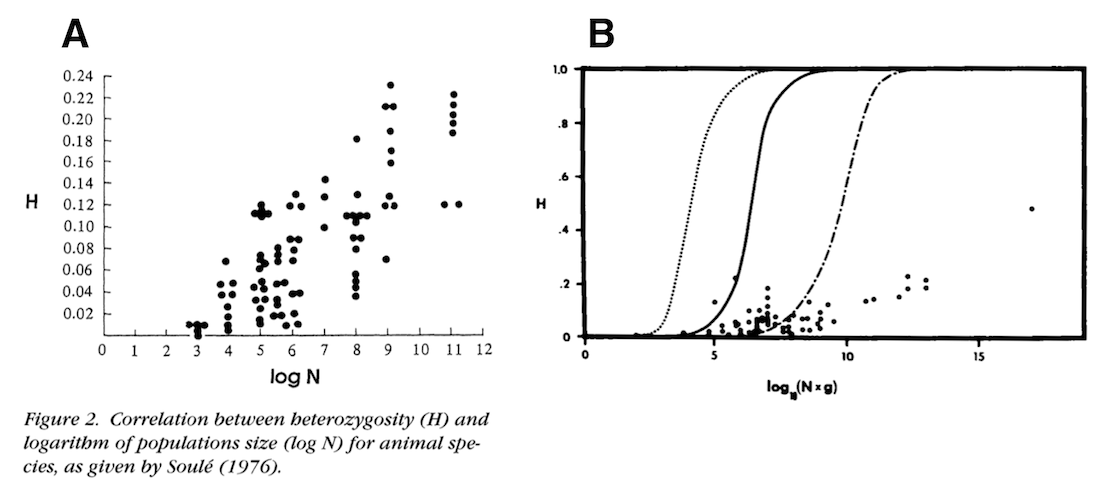 A
0.24
0.22
0.20
0.18
0.16
0.14
H
0.12
0.10
0.08
0.06
0.04
0.02
0 1 2 3 4 5 6 7 8 9 10 11 12
log N
Figure 2. Correlation between heterozygosity (H) and
logarithm of populations size (log N) for animal spe-
cies, as given by Soulé (1976).
B
1.0
.8
.6
H
.4
.2
0
0 5 10 15
log10(N×g)